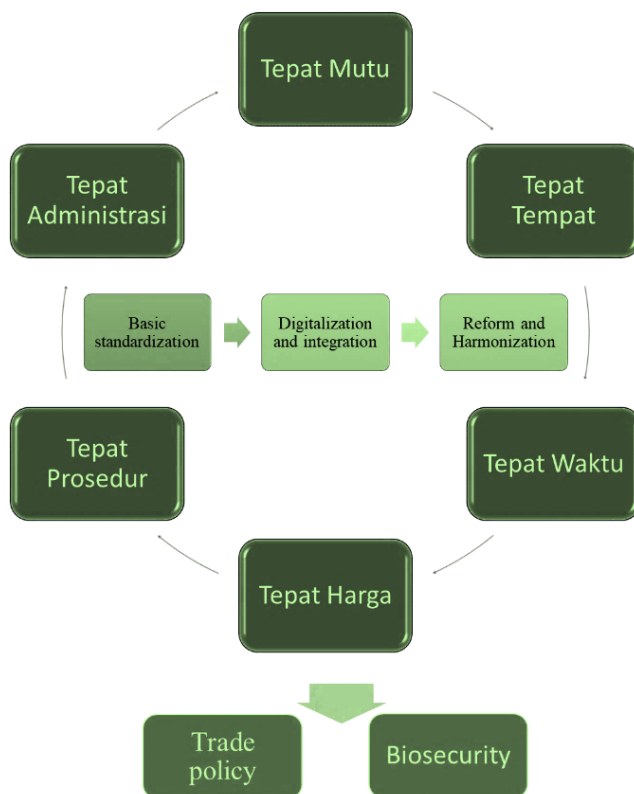 Tepat Mutu
Tepat
Administrasi
Tepat
Tempat
Basic
standardization
Digitalization
and integration
Reform and
Harmonization
Tepat
Prosedur
Tepat Waktu
Tepat Harga
Trade
policy
Biosecurity